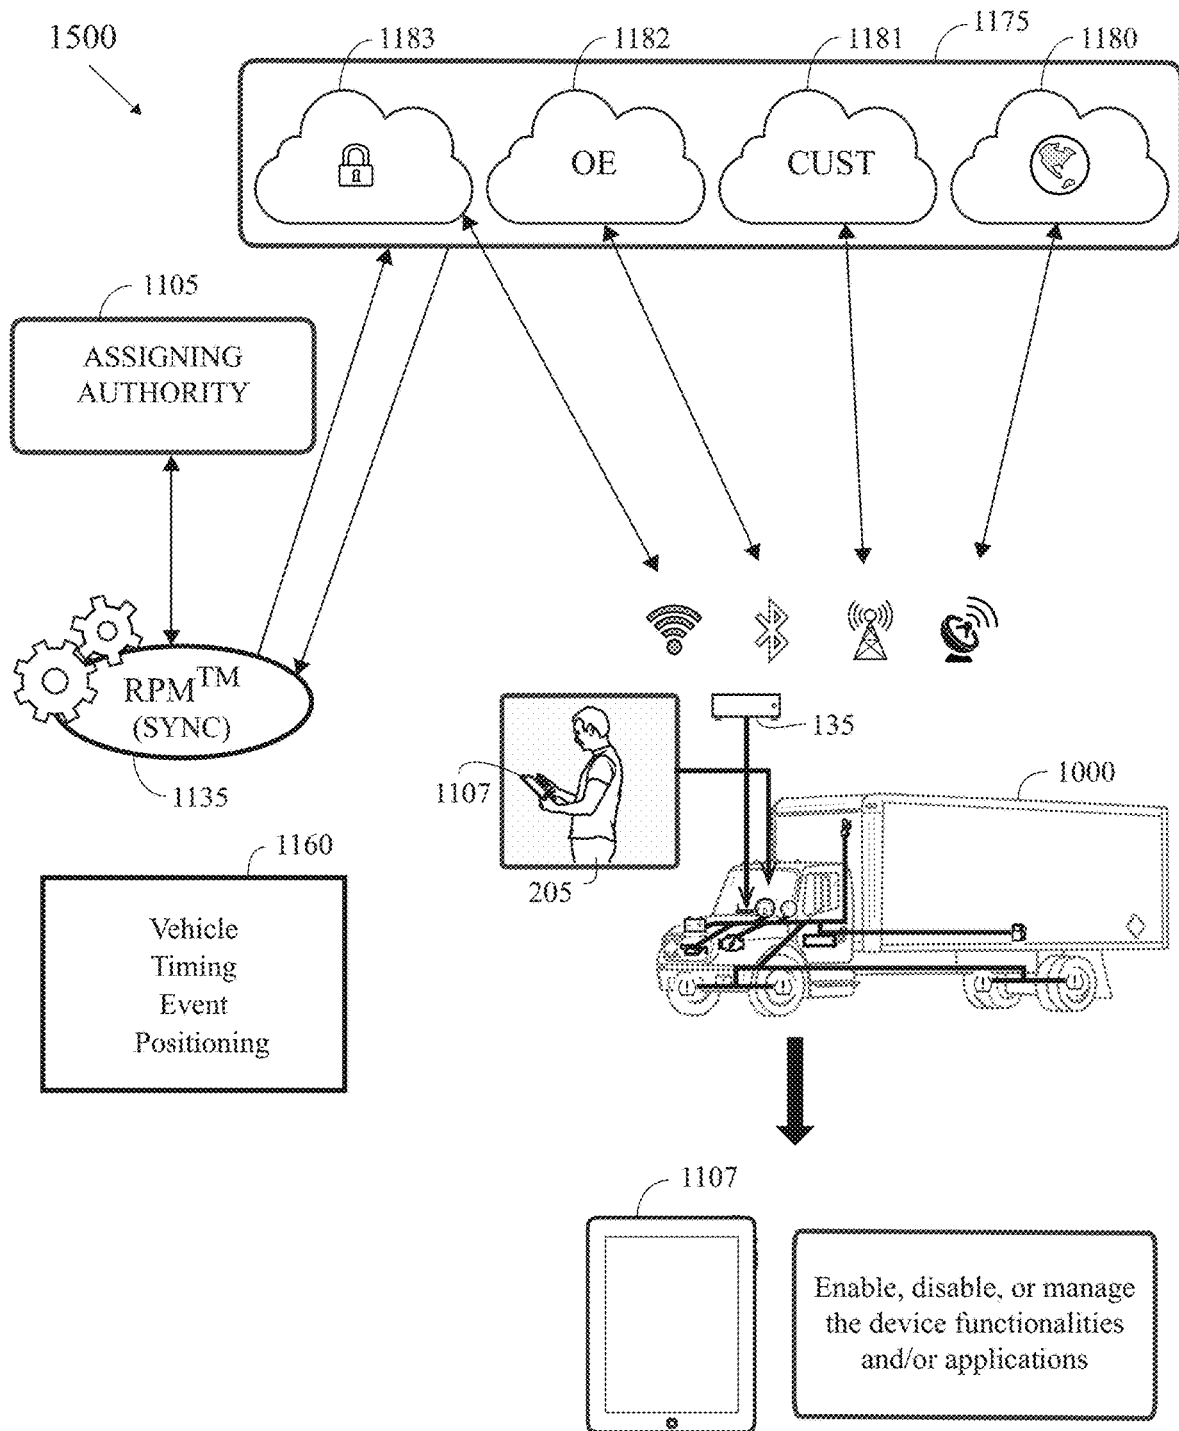 1500
1183
1182
1181
1175
1180
OE
CUST
1105
ASSIGNING
AUTHORITY
RPM™
(SYNC)
1135
1107
205
135
1000
1160
Vehicle
Timing
Event
Positioning
1107
Enable, disable, or manage
the device functionalities
and/or applications